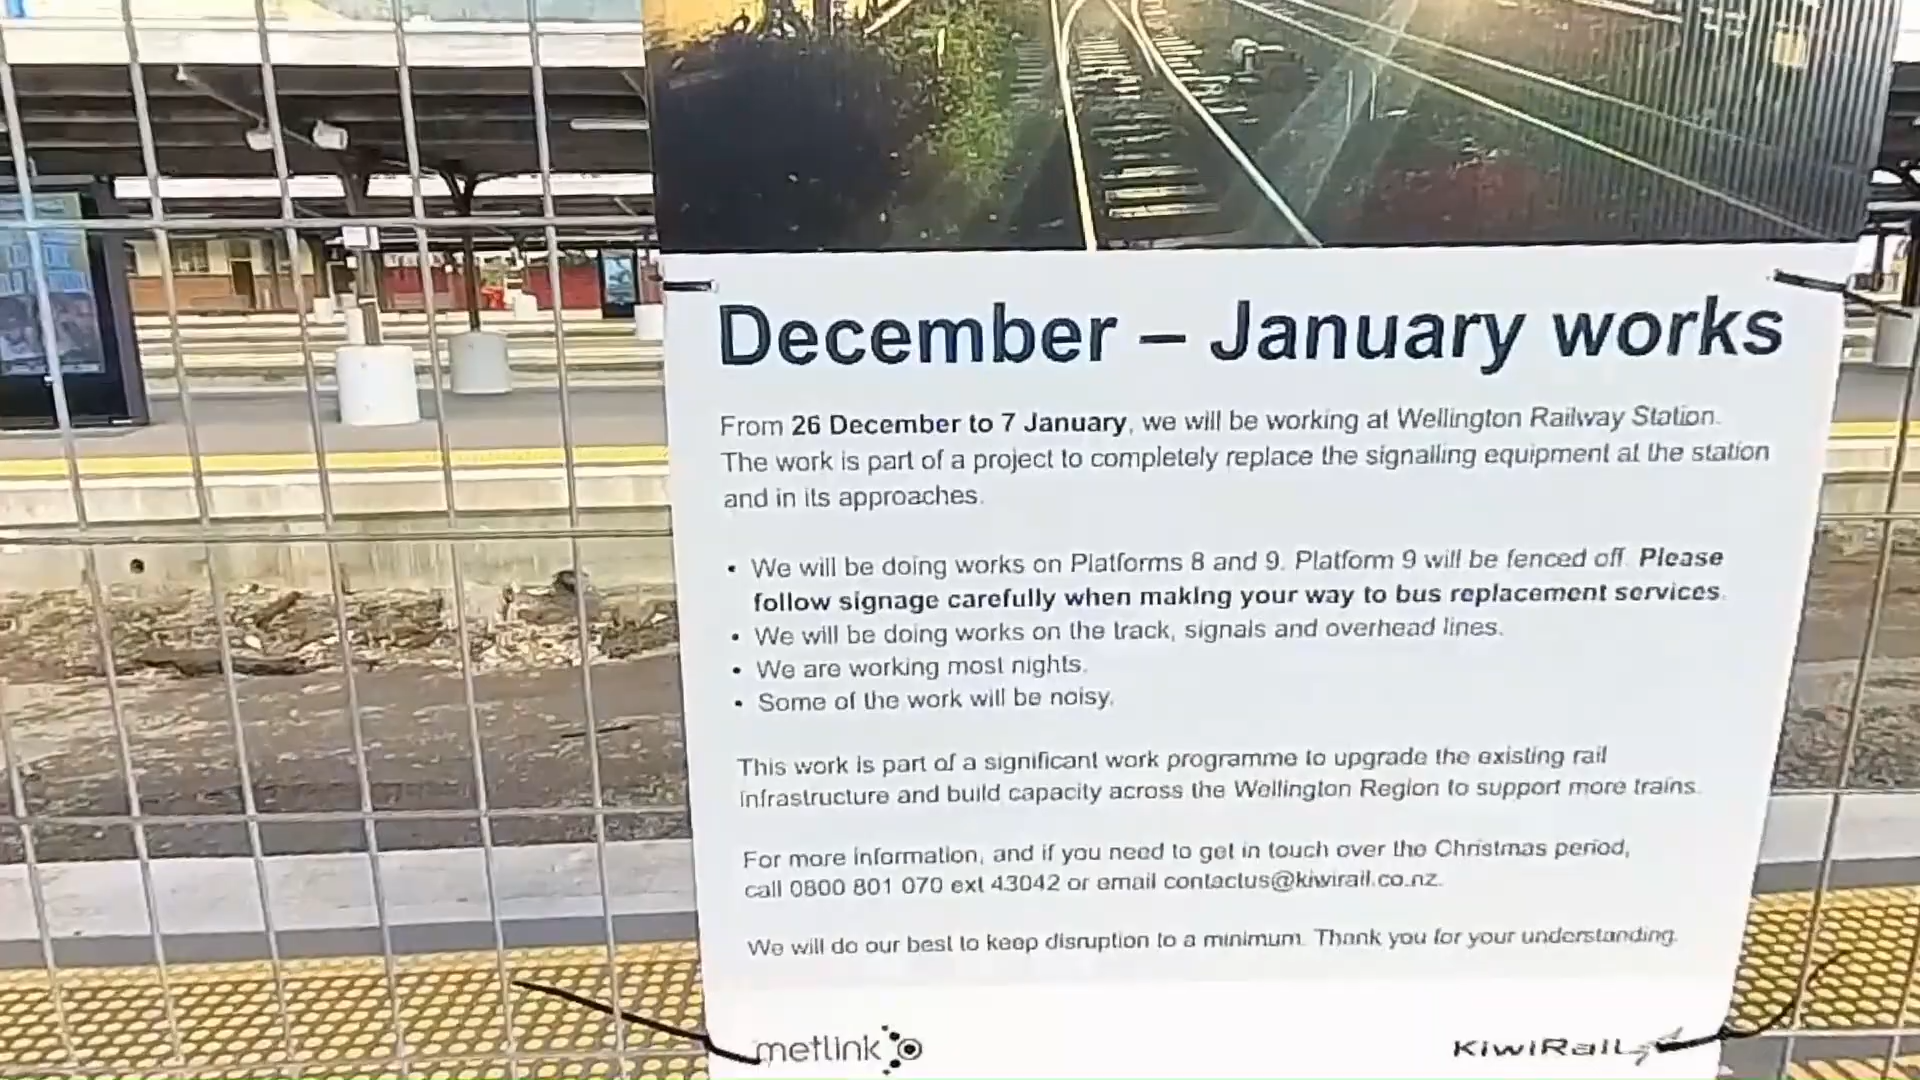 December – January works
From 26 December to 7 January, we will be working at Wellington Railway Station.
The work is part of a project to completely replace the signalling equipment at the station
and in its approaches.
• We will be doing works on Platforms 8 and 9. Platform 9 will be fenced off. Please
follow signage carefully when making your way to bus replacement services.
• We will be doing works on the track, signals and overhead lines.
• We are working most nights.
• Some of the work will be noisy.
This work is part of a significant work programme to upgrade the existing rail
infrastructure and build capacity across the Wellington Region to support more trains.
For more information, and if you need to get in touch over the Christmas period,
call 0800 801 070 ext 43042 or email contactus@kiwirail.co.nz.
We will do our best to keep disruption to a minimum. Thank you for your understanding.
metlink
KiwiRail